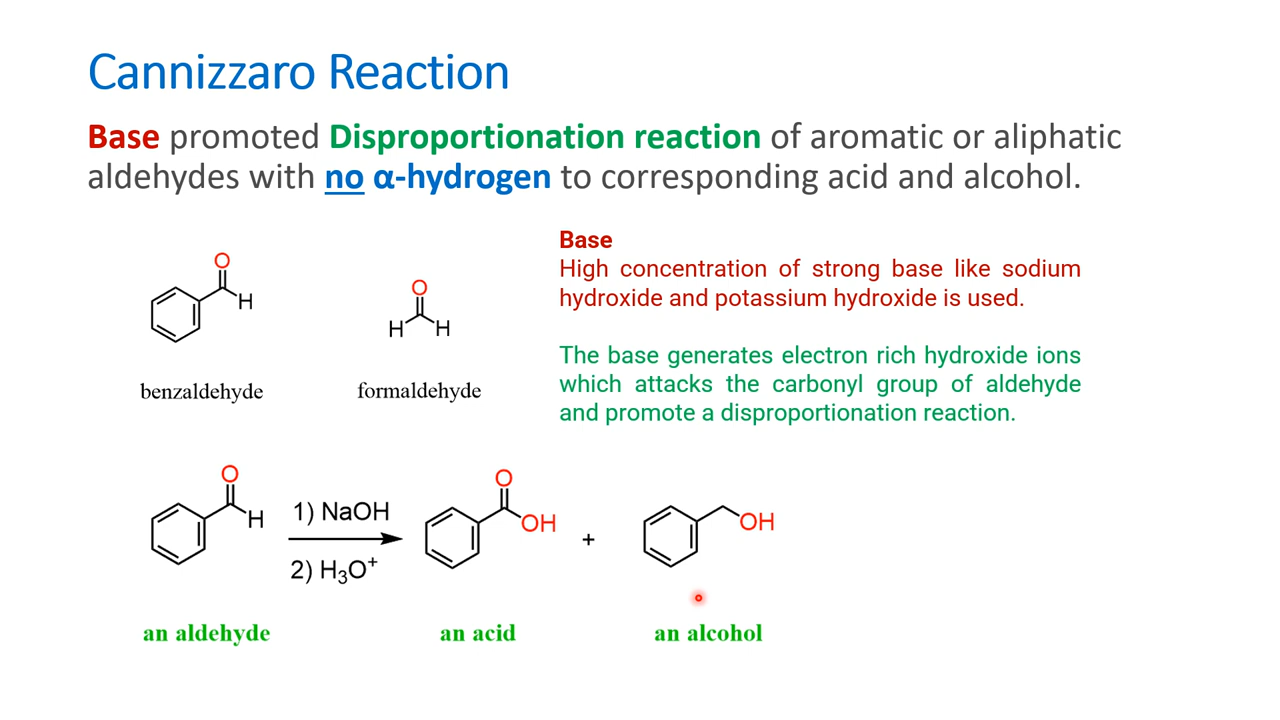 Cannizzaro Reaction
Base promoted Disproportionation reaction of aromatic or aliphatic
aldehydes with no α-hydrogen to corresponding acid and alcohol.
O
H
benzaldehyde
O
H H
formaldehyde
Base
High concentration of strong base like sodium
hydroxide and potassium hydroxide is used.
The base generates electron rich hydroxide ions
which attacks the carbonyl group of aldehyde
and promote a disproportionation reaction.
O
H
1) NaOH
2) H₃O⁺
O
OH
+
OH
an aldehyde
an acid
an alcohol